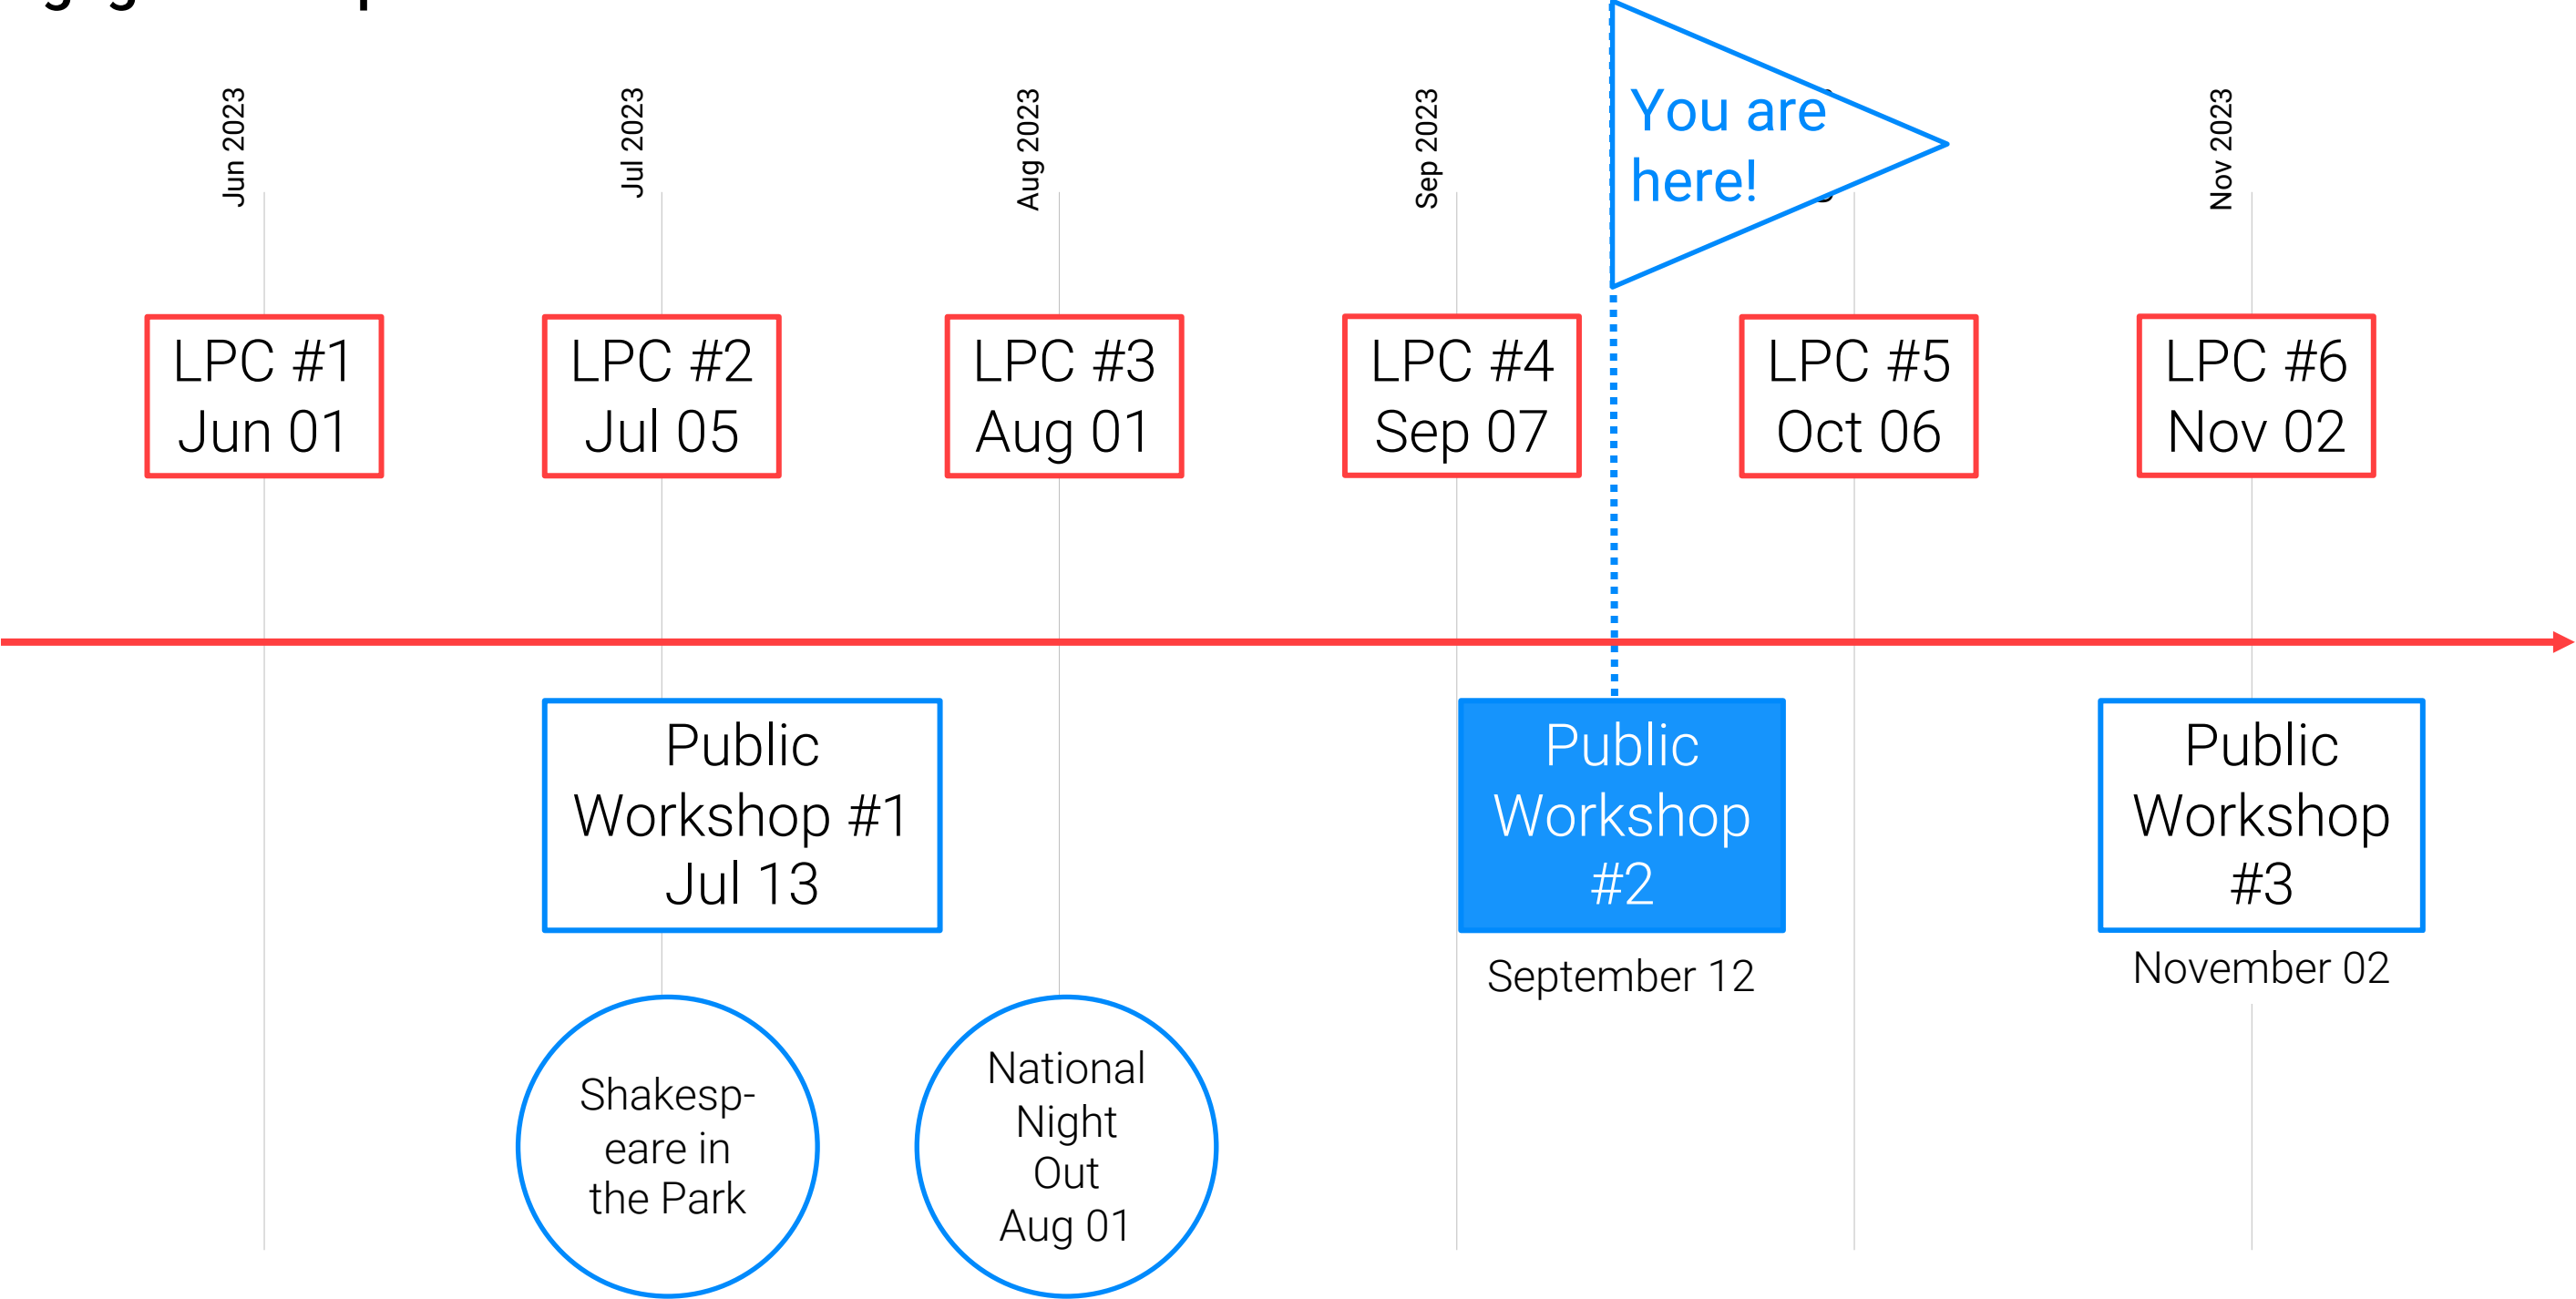 Jun 2023
Jul 2023
Aug 2023
Sep 2023
Nov 2023
You are
here!
LPC #1
Jun 01
LPC #2
Jul 05
LPC #3
Aug 01
LPC #4
Sep 07
LPC #5
Oct 06
LPC #6
Nov 02
Public
Workshop #1
Jul 13
Public
Workshop
#2
September 12
Public
Workshop
#3
November 02
Shakesp-
eare in
the Park
National
Night
Out
Aug 01